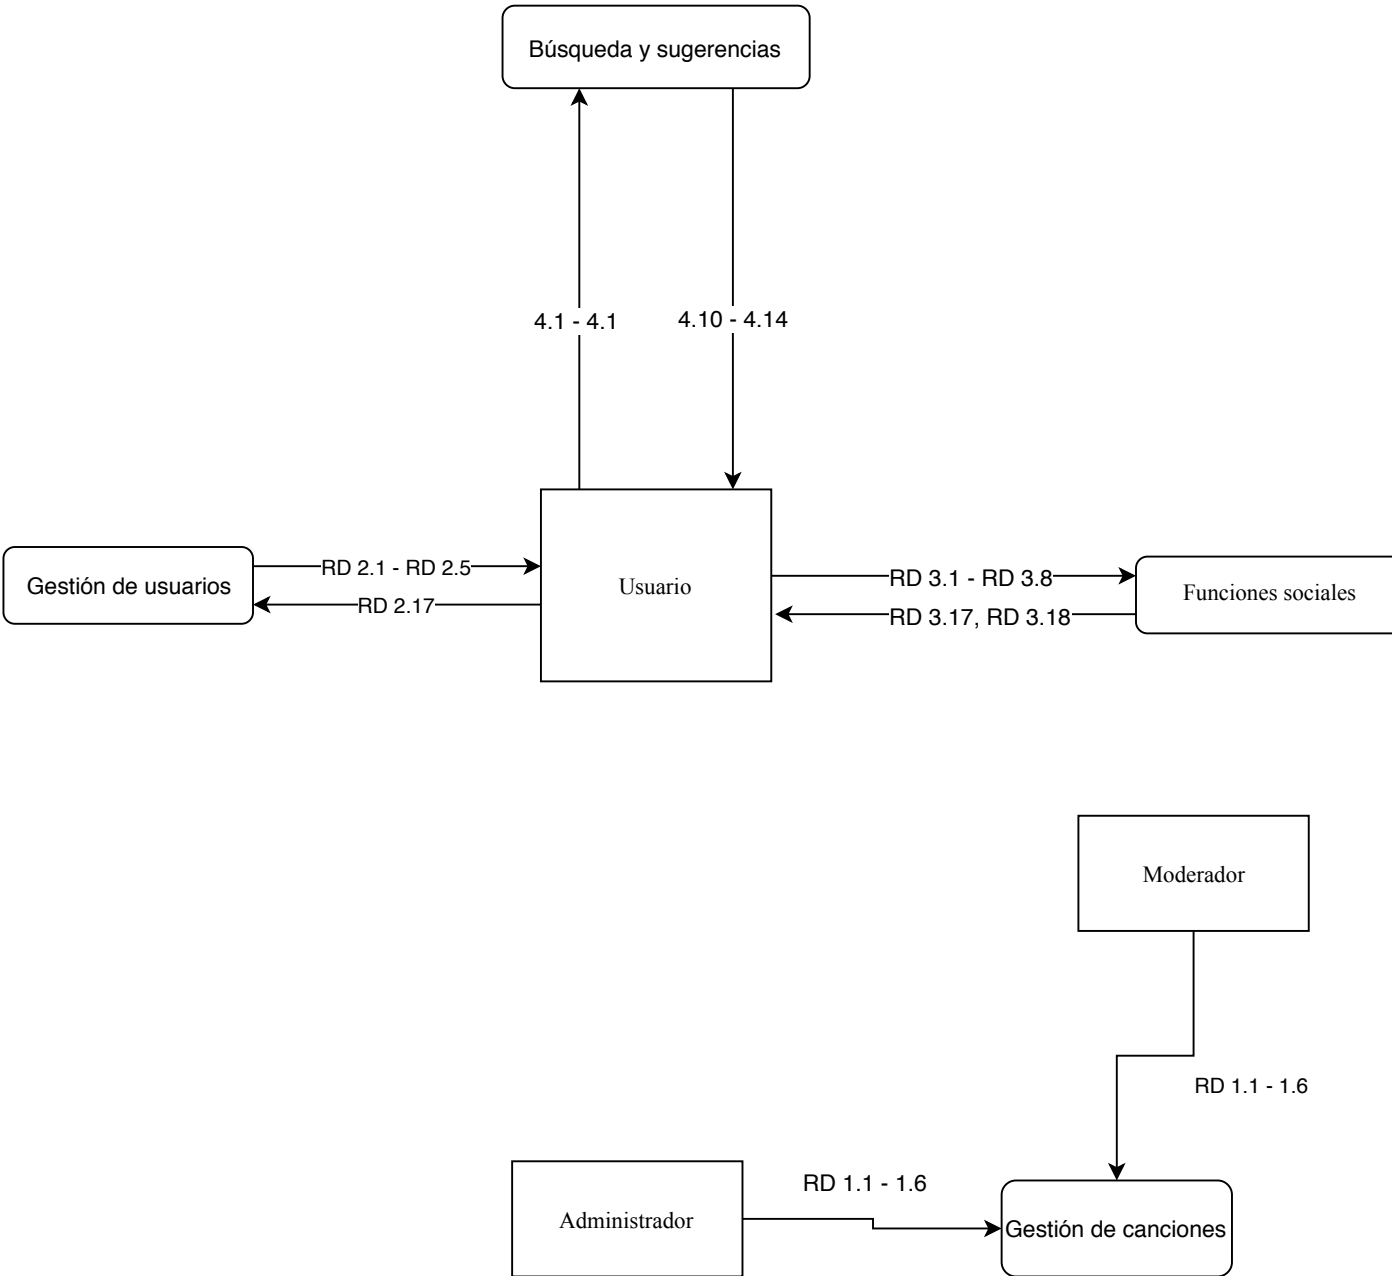 Búsqueda y sugerencias
4.1 - 4.1
4.10 - 4.14
Gestión de usuarios
RD 2.1 - RD 2.5
RD 2.17
Usuario
RD 3.1 - RD 3.8
RD 3.17, RD 3.18
Funciones sociales
Moderador
RD 1.1 - 1.6
Administrador
RD 1.1 - 1.6
Gestión de canciones